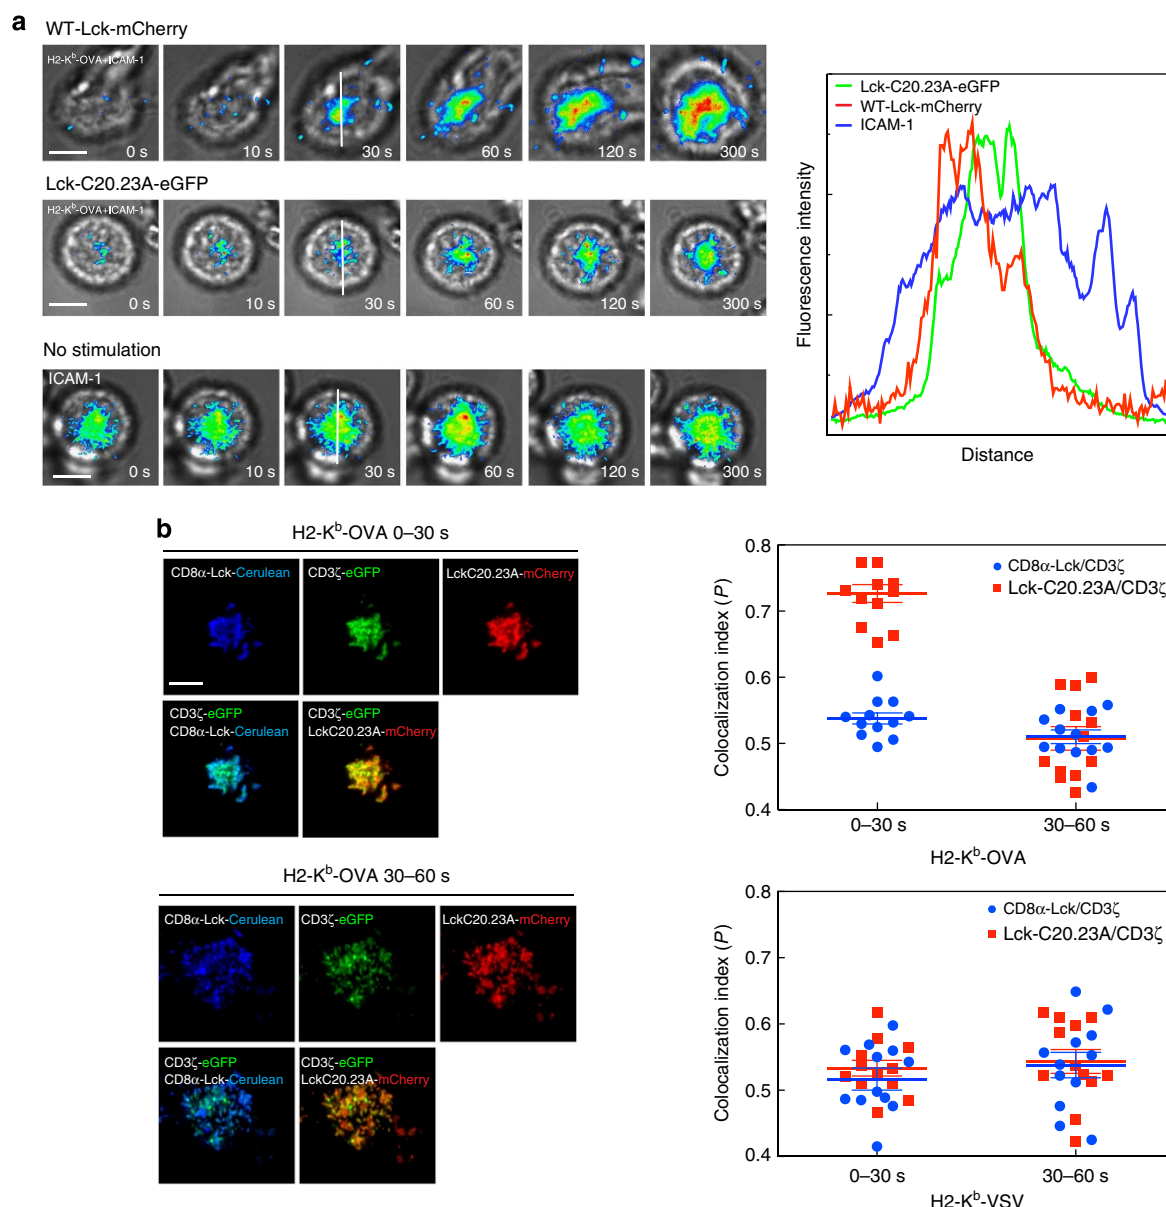 a
WT-Lck-mCherry
H2-Kᵇ-OVA+ICAM-1
0 s
10 s
30 s
60 s
120 s
300 s
Lck-C20.23A-eGFP
H2-Kᵇ-OVA+ICAM-1
0 s
10 s
30 s
60 s
120 s
300 s
No stimulation
ICAM-1
0 s
10 s
30 s
60 s
120 s
300 s
Lck-C20.23A-eGFP
WT-Lck-mCherry
ICAM-1
Fluorescence intensity
Distance
b
H2-Kᵇ-OVA 0–30 s
CD8α-Lck-Cerulean
CD3ζ-eGFP
LckC20.23A-mCherry
CD3ζ-eGFP
CD8α-Lck-Cerulean
CD3ζ-eGFP
LckC20.23A-mCherry
H2-Kᵇ-OVA 30–60 s
CD8α-Lck-Cerulean
CD3ζ-eGFP
LckC20.23A-mCherry
CD3ζ-eGFP
CD8α-Lck-Cerulean
CD3ζ-eGFP
LckC20.23A-mCherry
Colocalization index (P)
0.8
0.7
0.6
0.5
0.4
CD8α-Lck/CD3ζ
Lck-C20.23A/CD3ζ
0–30 s
30–60 s
H2-Kᵇ-OVA
Colocalization index (P)
0.8
0.7
0.6
0.5
0.4
CD8α-Lck/CD3ζ
Lck-C20.23A/CD3ζ
0–30 s
30–60 s
H2-Kᵇ-VSV